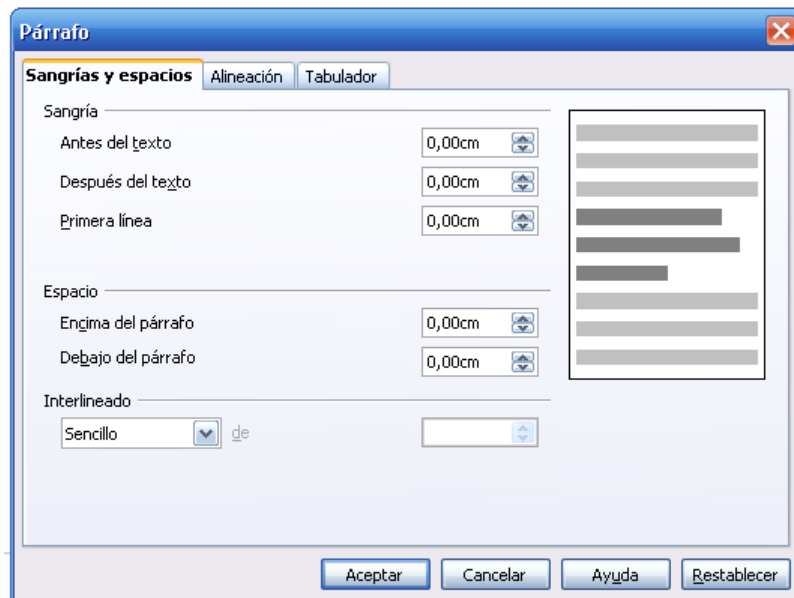 Párrafo
Sangrías y espacios Alineación Tabulador
Sangría
Antes del texto 0,00cm
Después del texto 0,00cm
Primera línea 0,00cm
Espacio
Encima del párrafo 0,00cm
Debajo del párrafo 0,00cm
Interlineado
Sencillo de
Aceptar Cancelar Ayuda Restablecer